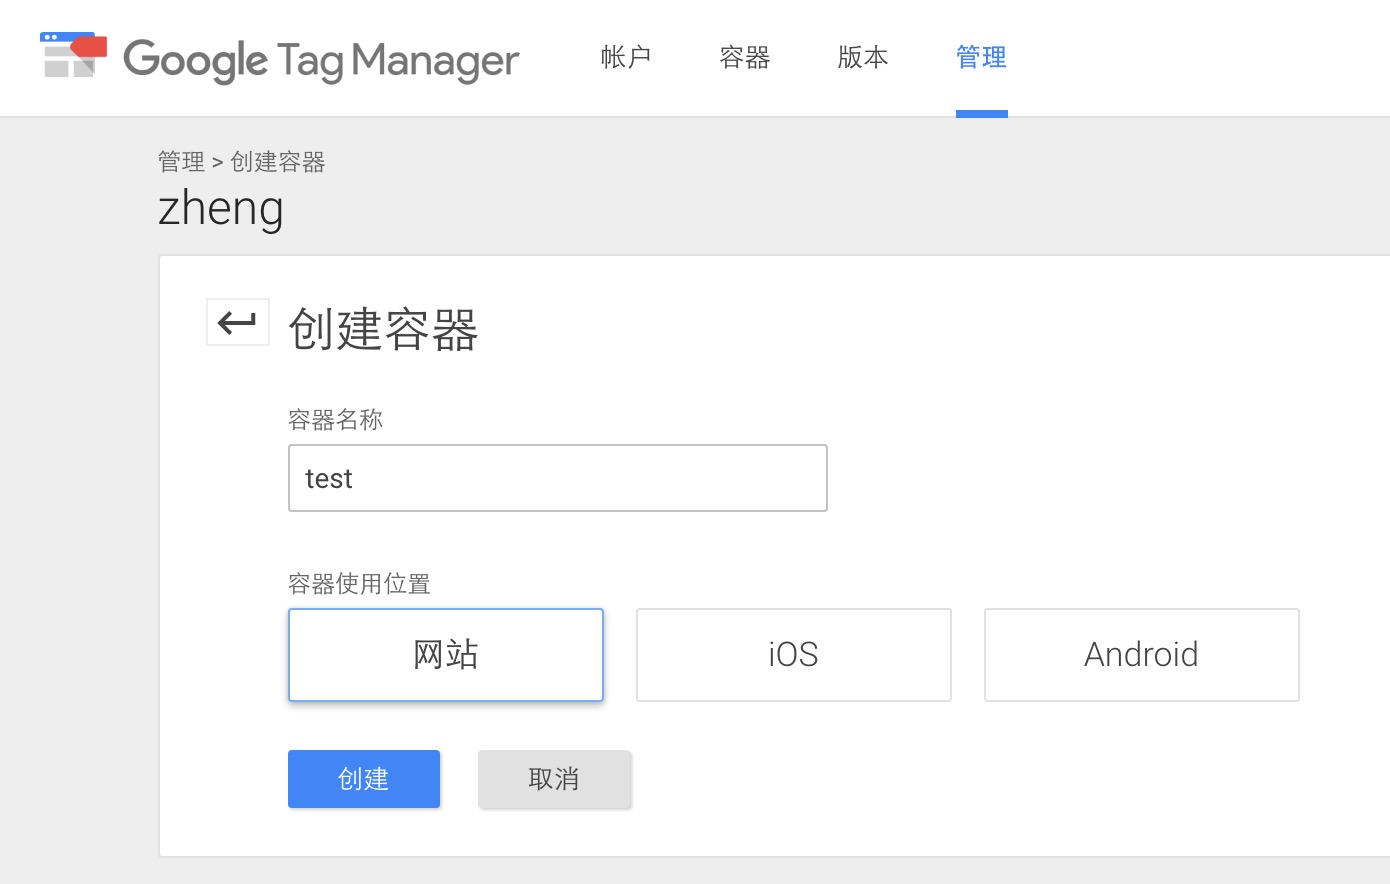 Google Tag Manager 帐户 容器 版本 管理
管理 > 创建容器
zheng
创建容器
容器名称
test
容器使用位置
网站 iOS Android
创建 取消